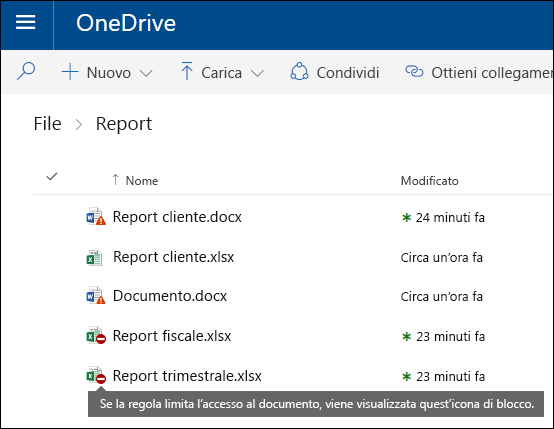 OneDrive
Nuovo Carica Condividi Ottieni collegame
File > Report
Nome Modificato
Report cliente.docx 24 minuti fa
Report cliente.xlsx Circa un'ora fa
Documento.docx Circa un'ora fa
Report fiscale.xlsx 23 minuti fa
Report trimestrale.xlsx 23 minuti fa
Se la regola limita l'accesso al documento, viene visualizzata quest'icona di blocco.